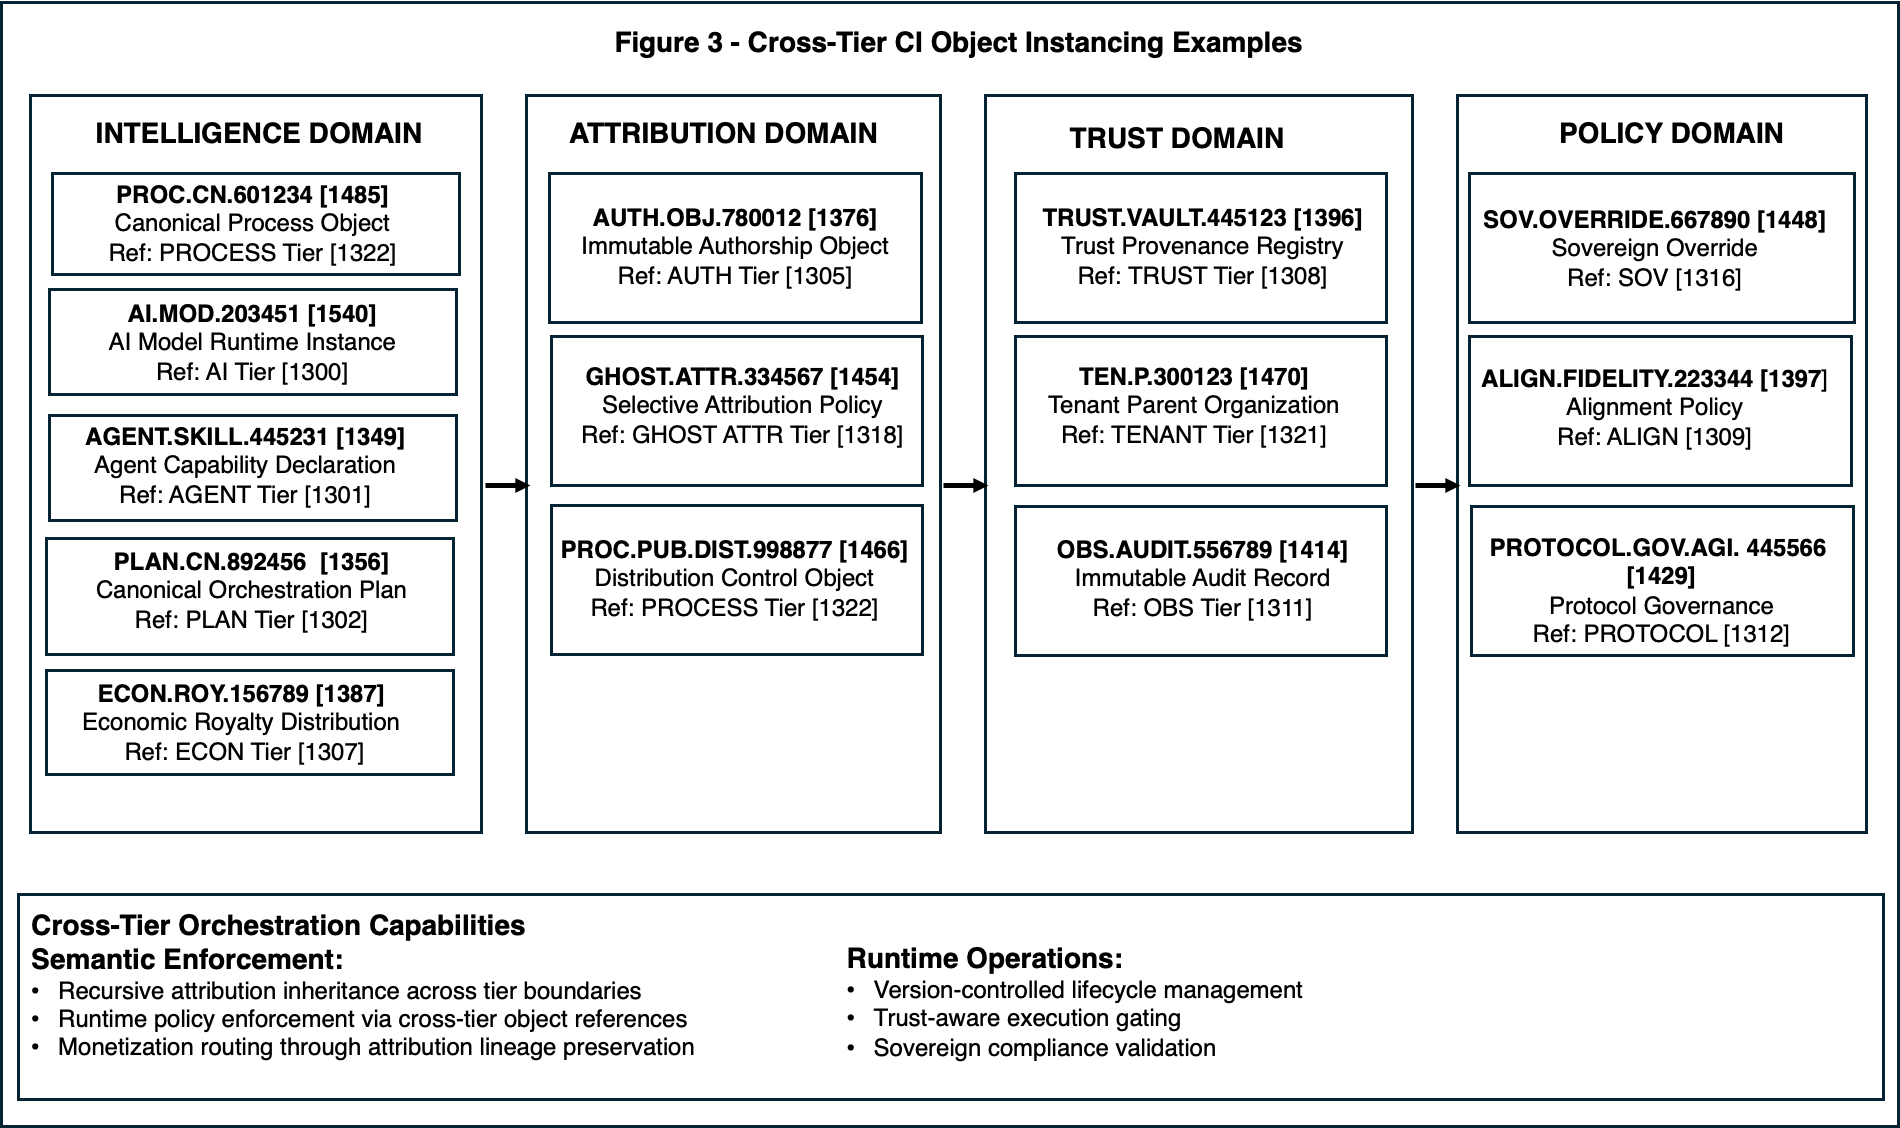 Figure 3 - Cross-Tier CI Object Instancing Examples
INTELLIGENCE DOMAIN
PROC.CN.601234 [1485]
Canonical Process Object
Ref: PROCESS Tier [1322]
AI.MOD.203451 [1540]
AI Model Runtime Instance
Ref: AI Tier [1300]
AGENT.SKILL.445231 [1349]
Agent Capability Declaration
Ref: AGENT Tier [1301]
PLAN.CN.892456  [1356]
Canonical Orchestration Plan
Ref: PLAN Tier [1302]
ECON.ROY.156789 [1387]
Economic Royalty Distribution
Ref: ECON Tier [1307]
ATTRIBUTION DOMAIN
AUTH.OBJ.780012 [1376]
Immutable Authorship Object
Ref: AUTH Tier [1305]
GHOST.ATTR.334567 [1454]
Selective Attribution Policy
Ref: GHOST ATTR Tier [1318]
PROC.PUB.DIST.998877 [1466]
Distribution Control Object
Ref: PROCESS Tier [1322]
TRUST DOMAIN
TRUST.VAULT.445123 [1396]
Trust Provenance Registry
Ref: TRUST Tier [1308]
TEN.P.300123 [1470]
Tenant Parent Organization
Ref: TENANT Tier [1321]
OBS.AUDIT.556789 [1414]
Immutable Audit Record
Ref: OBS Tier [1311]
POLICY DOMAIN
SOV.OVERRIDE.667890 [1448]
Sovereign Override
Ref: SOV [1316]
ALIGN.FIDELITY.223344 [1397]
Alignment Policy
Ref: ALIGN [1309]
PROTOCOL.GOV.AGI. 445566
[1429]
Protocol Governance
Ref: PROTOCOL [1312]
Cross-Tier Orchestration Capabilities
Semantic Enforcement:
• Recursive attribution inheritance across tier boundaries
• Runtime policy enforcement via cross-tier object references
• Monetization routing through attribution lineage preservation
Runtime Operations:
• Version-controlled lifecycle management
• Trust-aware execution gating
• Sovereign compliance validation